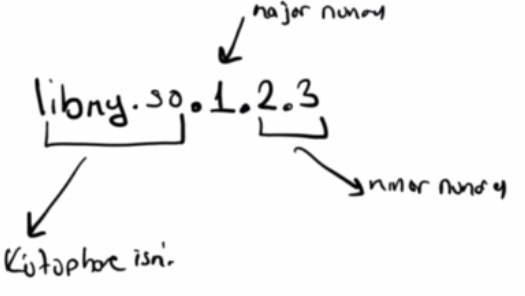 major numara
libmy.so.1.2.3
minor numara
Kütüphane ismi